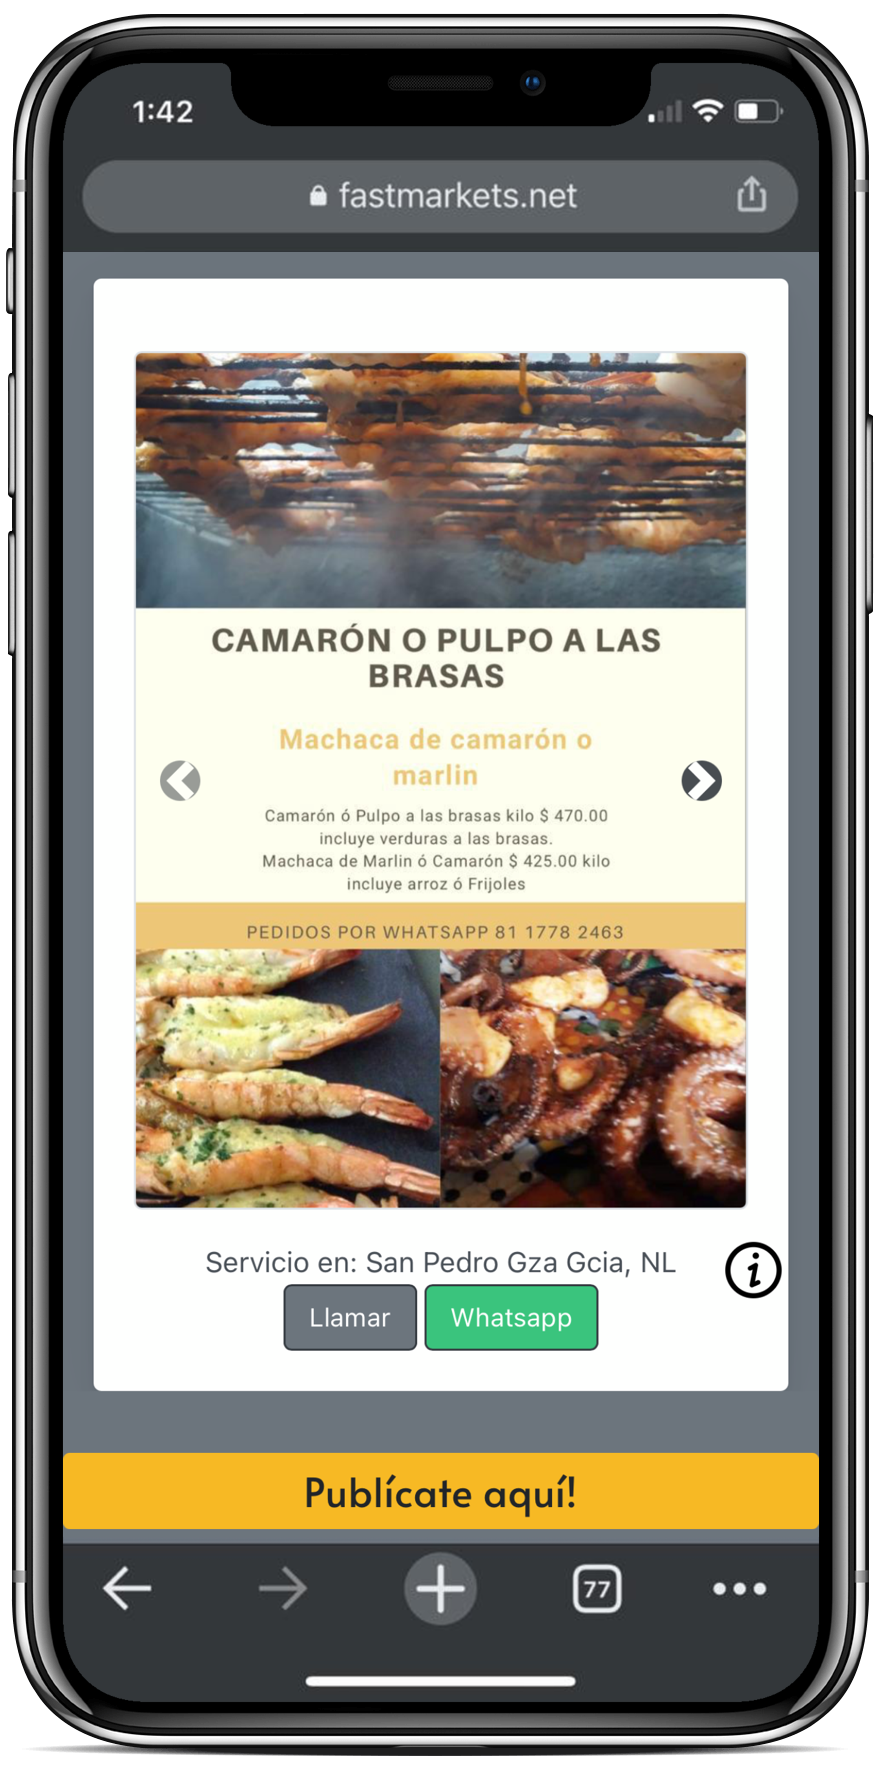 1:42
fastmarkets.net
CAMARÓN O PULPO A LAS
BRASAS
Machaca de camarón o
marlin
Camarón ó Pulpo a las brasas kilo $ 470.00
incluye verduras a las brasas.
Machaca de Marlin ó Camarón $ 425.00 kilo
incluye arroz ó Frijoles
PEDIDOS POR WHATSAPP 81 1778 2463
Servicio en: San Pedro Gza Gcia, NL
i
Llamar Whatsapp
Publícate aquí!
77